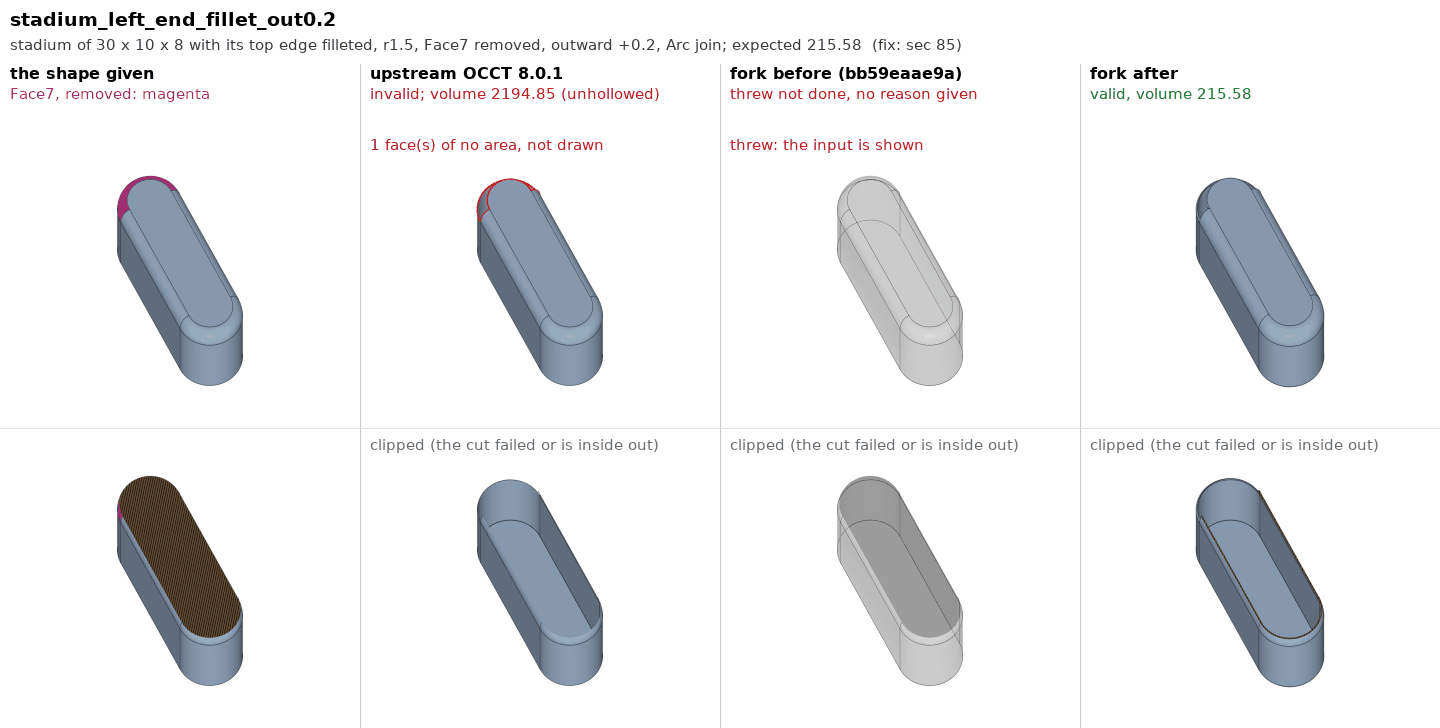 stadium_left_end_fillet_out0.2
stadium of 30 x 10 x 8 with its top edge filleted, r1.5, Face7 removed, outward +0.2, Arc join; expected 215.58  (fix: sec 85)
the shape given
Face7, removed: magenta
upstream OCCT 8.0.1
invalid; volume 2194.85 (unhollowed)
1 face(s) of no area, not drawn
fork before (bb59eaae9a)
threw not done, no reason given
threw: the input is shown
fork after
valid, volume 215.58
clipped (the cut failed or is inside out)
clipped (the cut failed or is inside out)
clipped (the cut failed or is inside out)